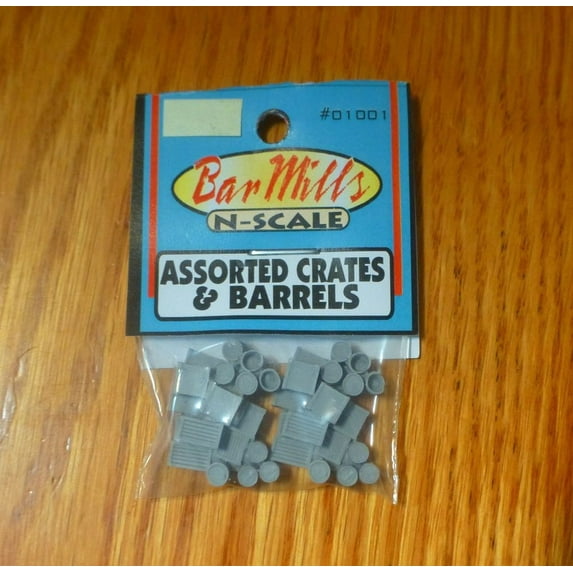 #01001
Bar Mills
N-SCALE
ASSORTED CRATES
& BARRELS